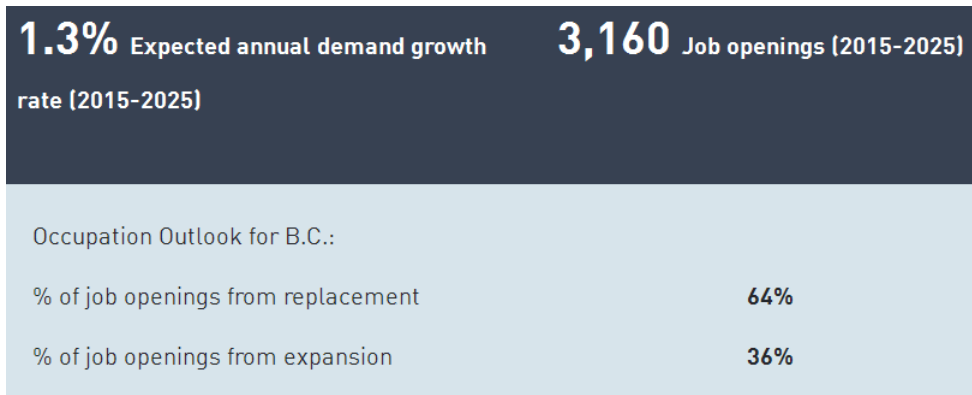 1.3% Expected annual demand growth
rate (2015-2025)
3,160 Job openings (2015-2025)
Occupation Outlook for B.C.:
% of job openings from replacement 64%
% of job openings from expansion 36%